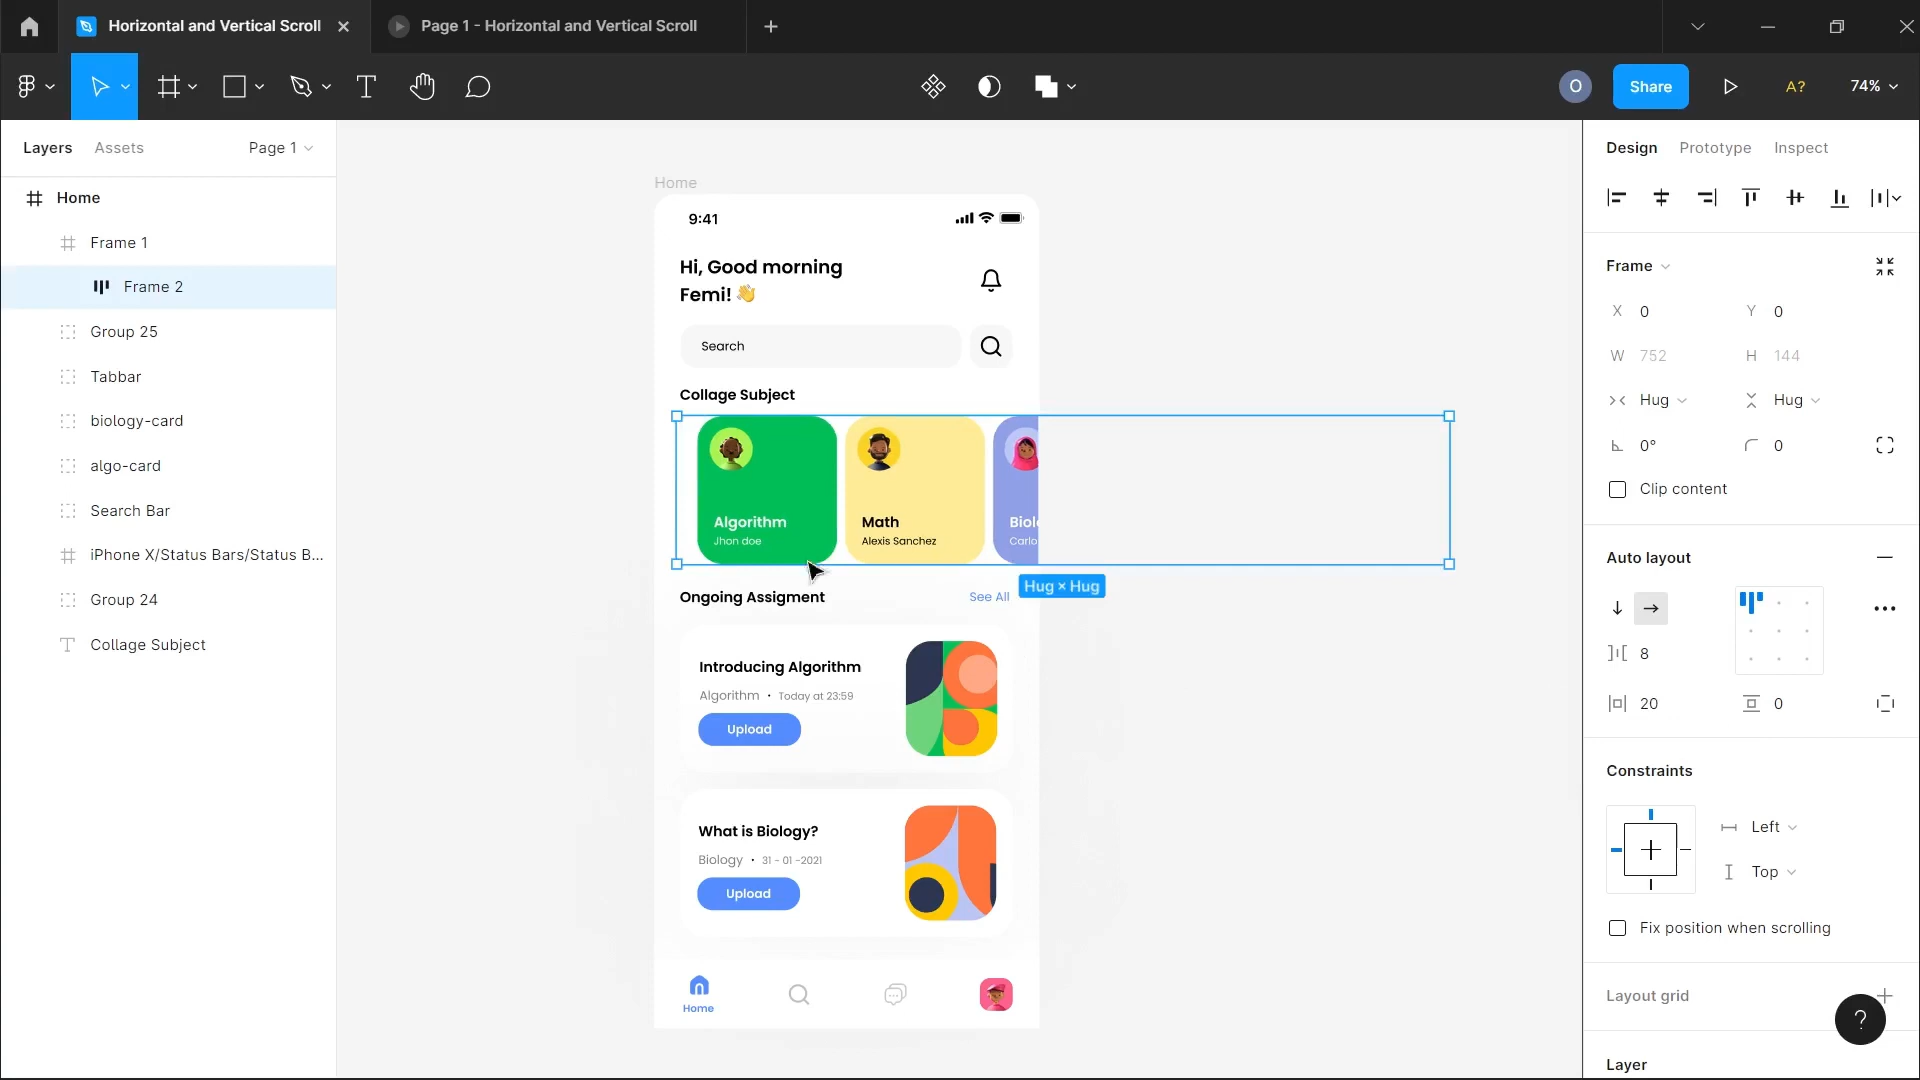 Horizontal and Vertical Scroll
Page 1 - Horizontal and Vertical Scroll
O
Share
A?
74%
Layers
Assets
Page 1
Home
Frame 1
Frame 2
Group 25
Tabbar
biology-card
algo-card
Search Bar
iPhone X/Status Bars/Status B...
Group 24
Collage Subject
Home
9:41
Hi, Good morning
Femi! 👋
Search
Collage Subject
Algorithm
Jhon doe
Math
Alexis Sanchez
Biol
Carlo
Hug × Hug
Ongoing Assigment
See All
Introducing Algorithm
Algorithm • Today at 23:59
Upload
What is Biology?
Biology • 31 - 01 -2021
Upload
Home
Design
Prototype
Inspect
Frame
X 0
Y 0
W 752
H 144
Hug
Hug
0°
0
Clip content
Auto layout
8
20
0
Constraints
Left
Top
Fix position when scrolling
Layout grid
?
Layer